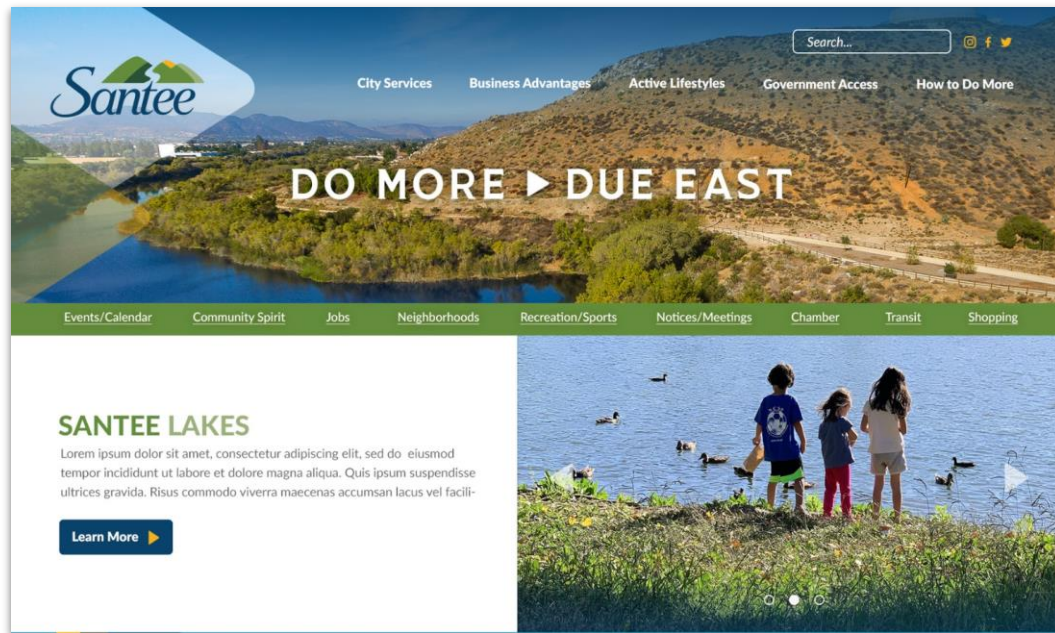 Search...
Santee
City Services
Business Advantages
Active Lifestyles
Government Access
How to Do More
DO MORE DUE EAST
Events/Calendar
Community Spirit
Jobs
Neighborhoods
Recreation/Sports
Notices/Meetings
Chamber
Transit
Shopping
SANTEE LAKES
Lorem ipsum dolor sit amet, consectetur adipiscing elit, sed do eiusmod
tempor incididunt ut labore et dolore magna aliqua. Quis ipsum suspendisse
ultrices gravida. Risus commodo viverra maecenas accumsan lacus vel facili-
Learn More